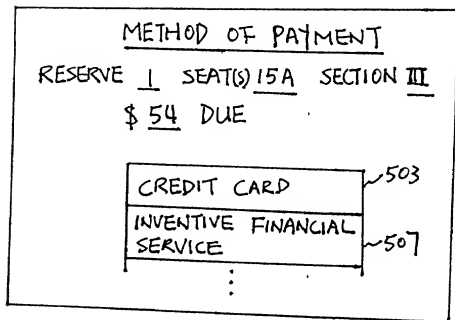 METHOD OF PAYMENT
RESERVE 1 SEAT(S) 15A SECTION III
$ 54 DUE
CREDIT CARD 503
INVENTIVE FINANCIAL
SERVICE 507
⋮